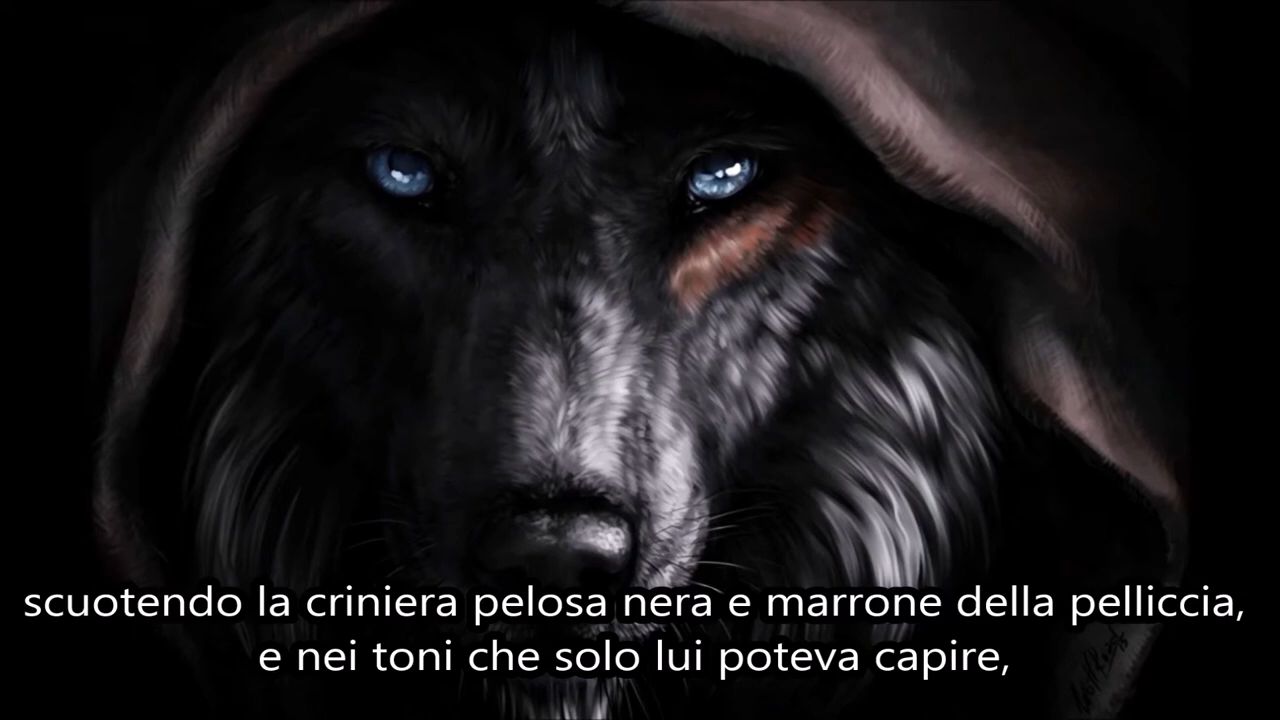 scuotendo la criniera pelosa nera e marrone della pelliccia,
e nei toni che solo lui poteva capire,